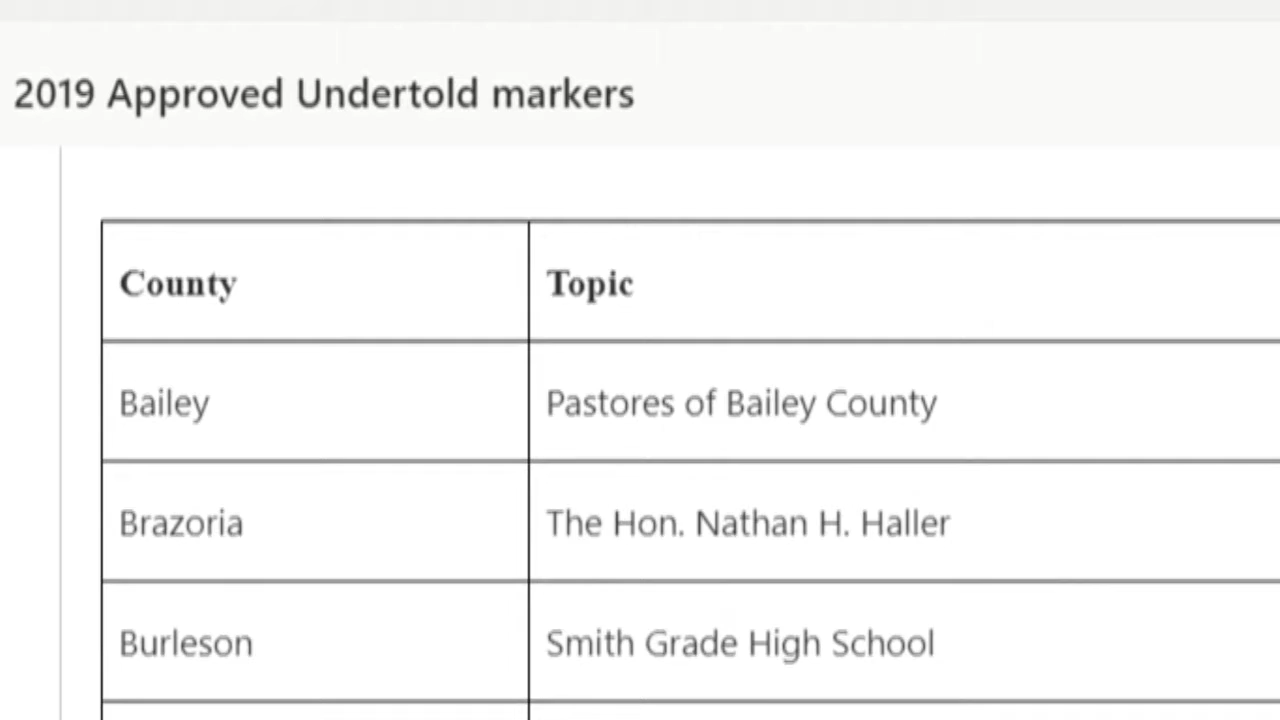 2019 Approved Undertold markers
County Topic
Bailey Pastores of Bailey County
Brazoria The Hon. Nathan H. Haller
Burleson Smith Grade High School